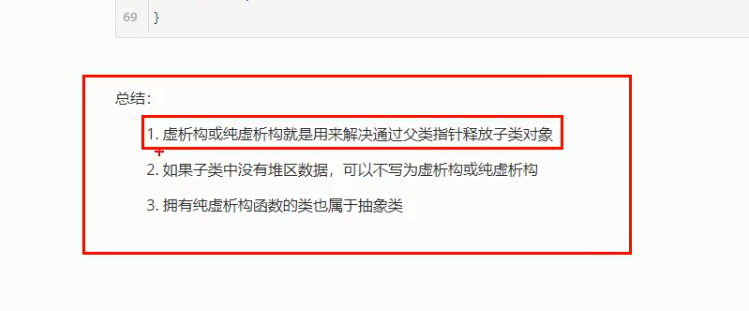 69 }
总结：
1. 虚析构或纯虚析构就是用来解决通过父类指针释放子类对象
2. 如果子类中没有堆区数据，可以不写为虚析构或纯虚析构
3. 拥有纯虚析构函数的类也属于抽象类